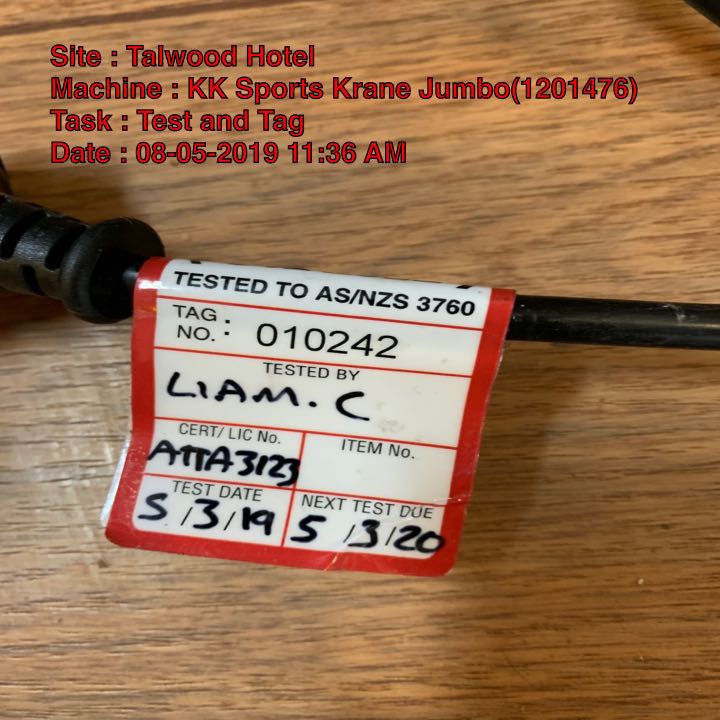 Site : Talwood Hotel
Machine : KK Sports Krane Jumbo(1201476)
Task : Test and Tag
Date : 08-05-2019 11:36 AM
TESTED TO AS/NZS 3760
TAG NO. : 010242
TESTED BY
LIAM. C
CERT/ LIC No.
ATTA3123
ITEM No.
TEST DATE
5/3/19
NEXT TEST DUE
5/3/20